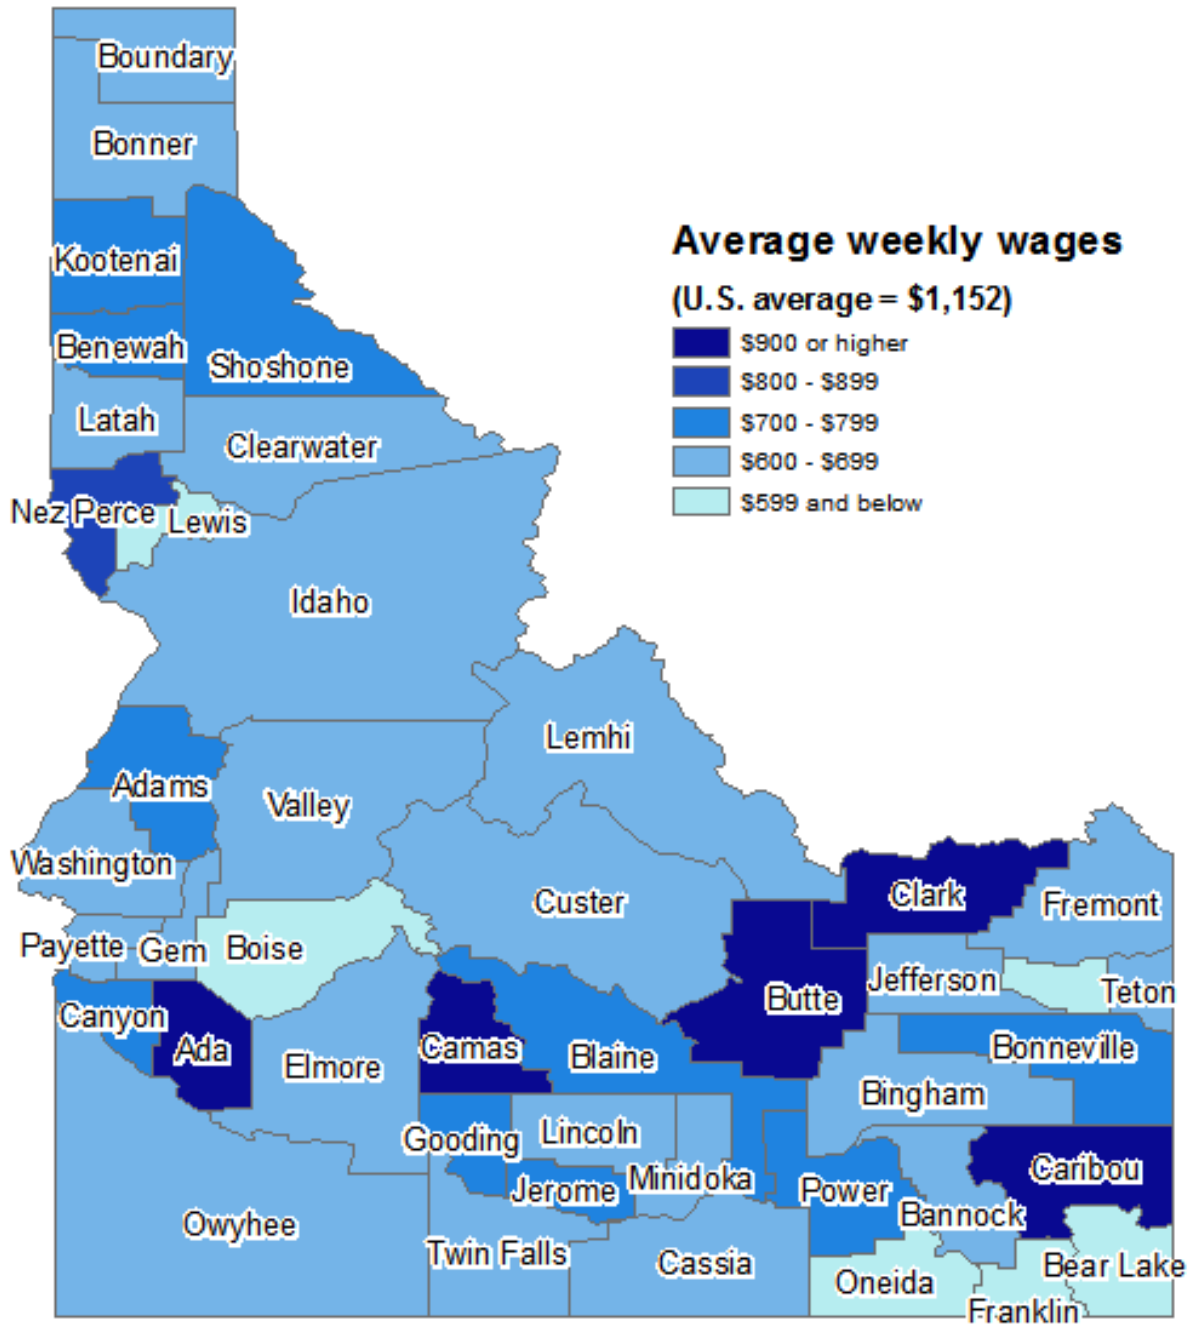 Boundary
Bonner
Average weekly wages
Kootenai
(U.S. average = $1,152)
$900 or higher
Benewah
Shoshone
$800 - $899
Latah
$700 - $799
Clearwater
$600 - $699
Nez Perce
Lewis
$599 and below
Idaho
Lemhi
Adams
Valley
Washington
Custer
Clark
Fremont
Payette
Gem
Boise
Jefferson
Teton
Canyon
Butte
Ada
Camas
Elmore
Blaine
Bonneville
Bingham
Gooding
Lincoln
Caribou
Jerome
Minidoka
Power
Bannock
Owyhee
Twin Falls
Cassia
Bear Lake
Oneida
Franklin